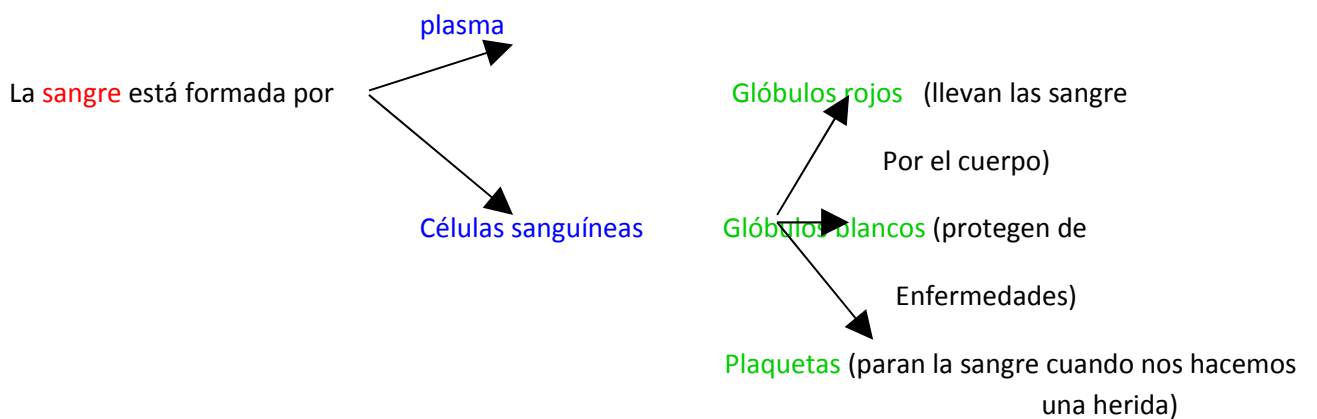 plasma
La sangre está formada por
Glóbulos rojos (llevan las sangre
Por el cuerpo)
Células sanguíneas
Glóbulos blancos (protegen de
Enfermedades)
Plaquetas (paran la sangre cuando nos hacemos
una herida)